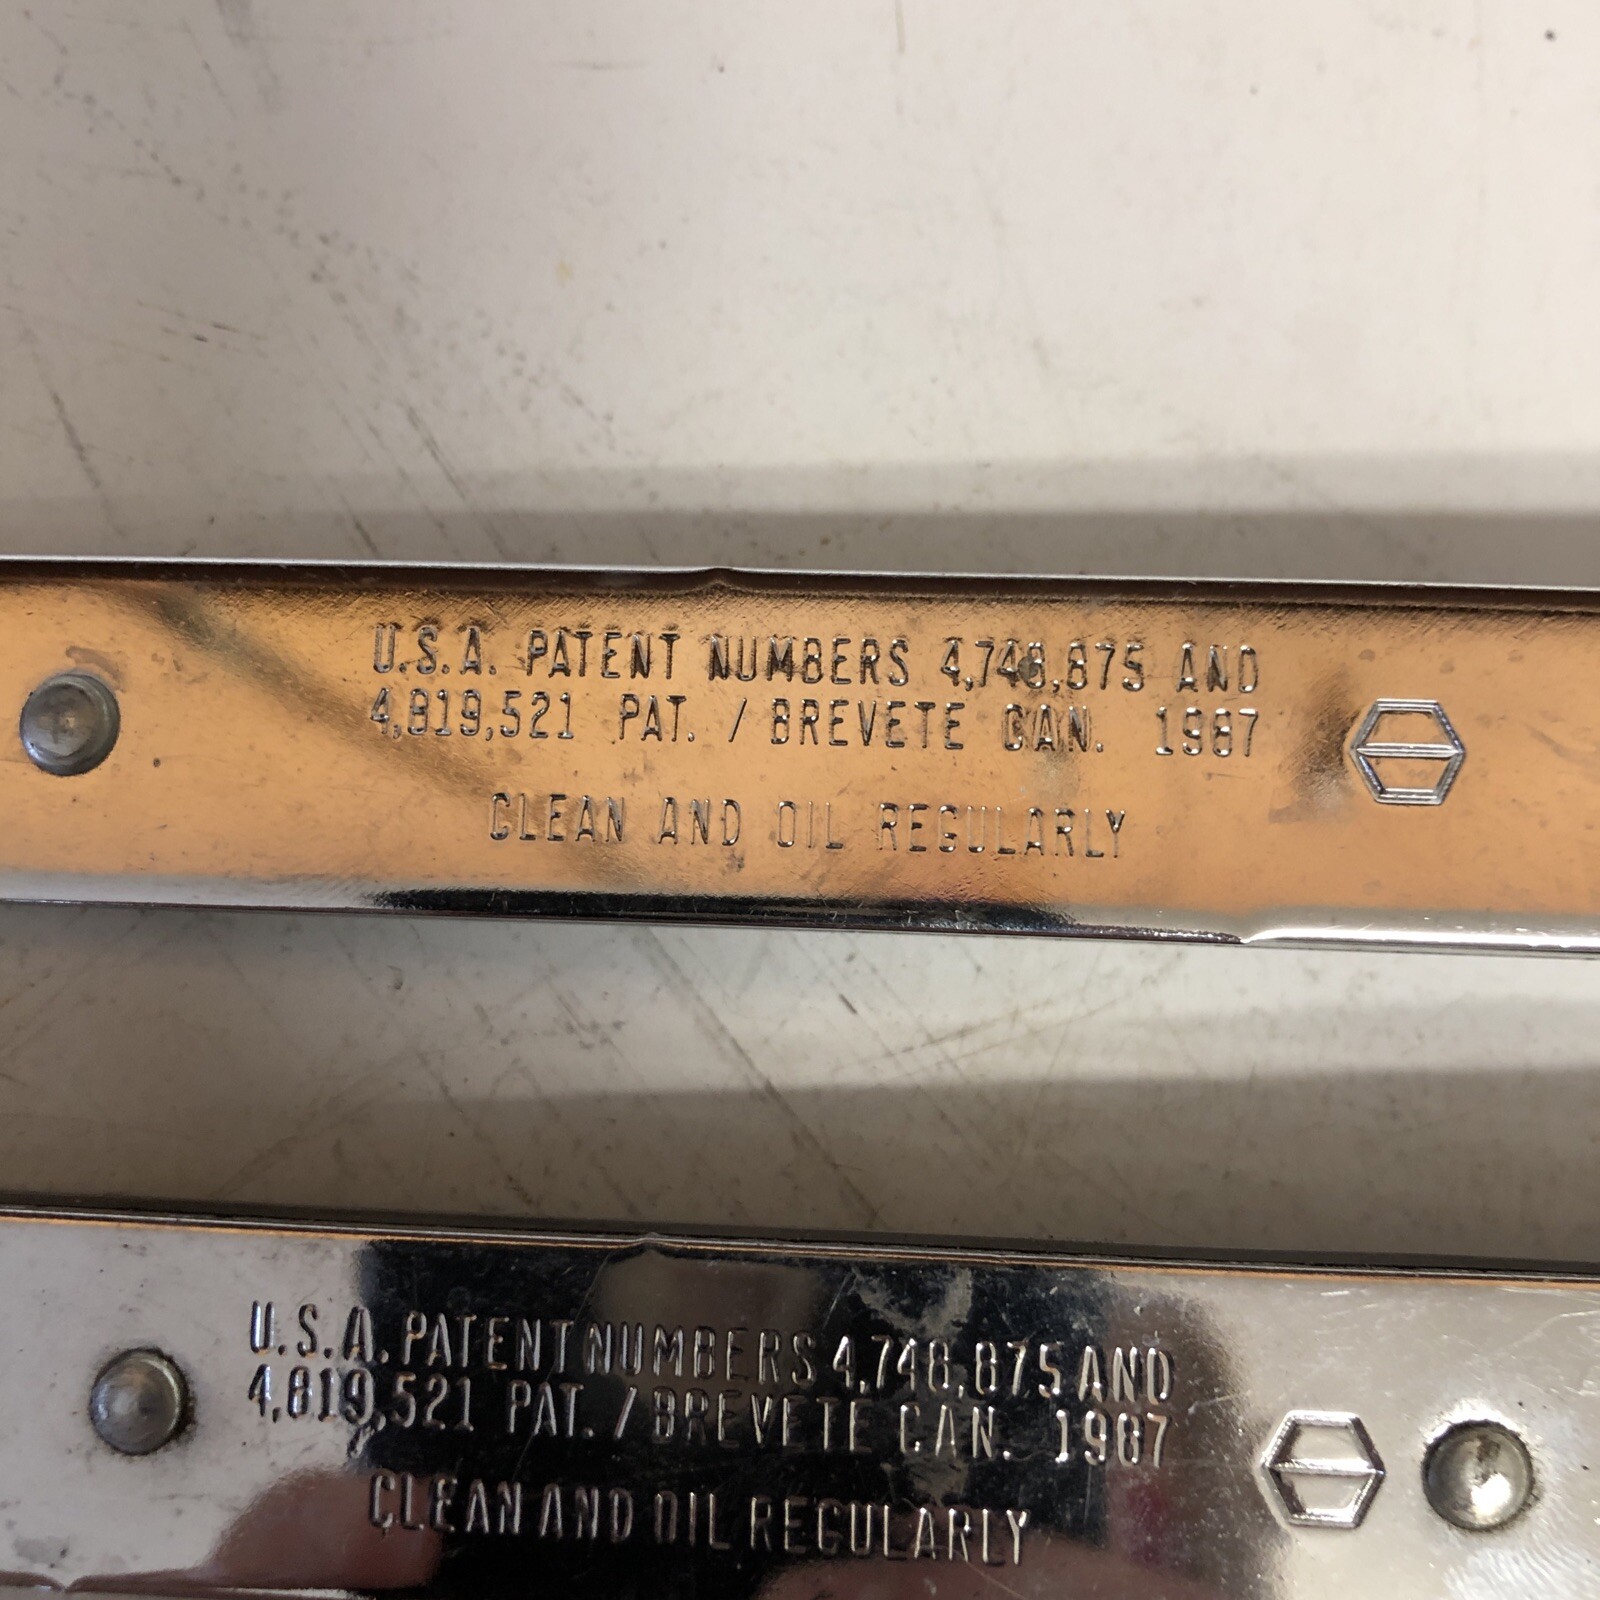 U.S.A. PATENT NUMBERS 4,748,875 AND
4,819,521 PAT. / BREVETE CAN. 1987
CLEAN AND OIL REGULARLY
U.S.A. PATENT NUMBERS 4,748,875 AND
4,819,521 PAT. / BREVETE CAN. 1987
CLEAN AND OIL REGULARLY